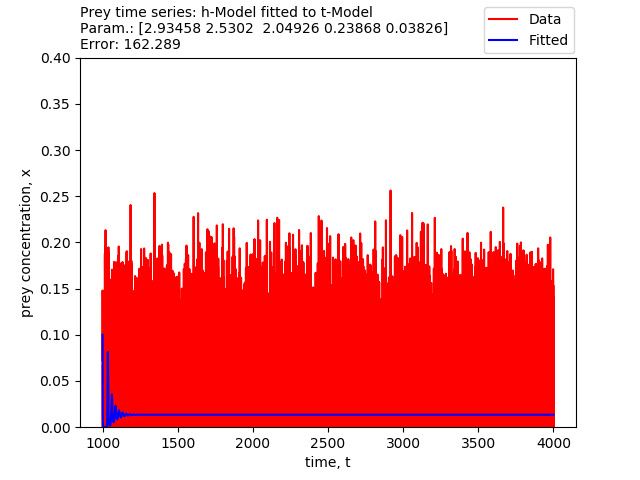 Prey time series: h-Model fitted to t-Model
Param.: [2.93458 2.5302  2.04926 0.23868 0.03826]
Error: 162.289
Data
Fitted
0.40
0.35
0.30
0.25
0.20
0.15
0.10
0.05
0.00
prey concentration, x
1000
1500
2000
2500
3000
3500
4000
time, t